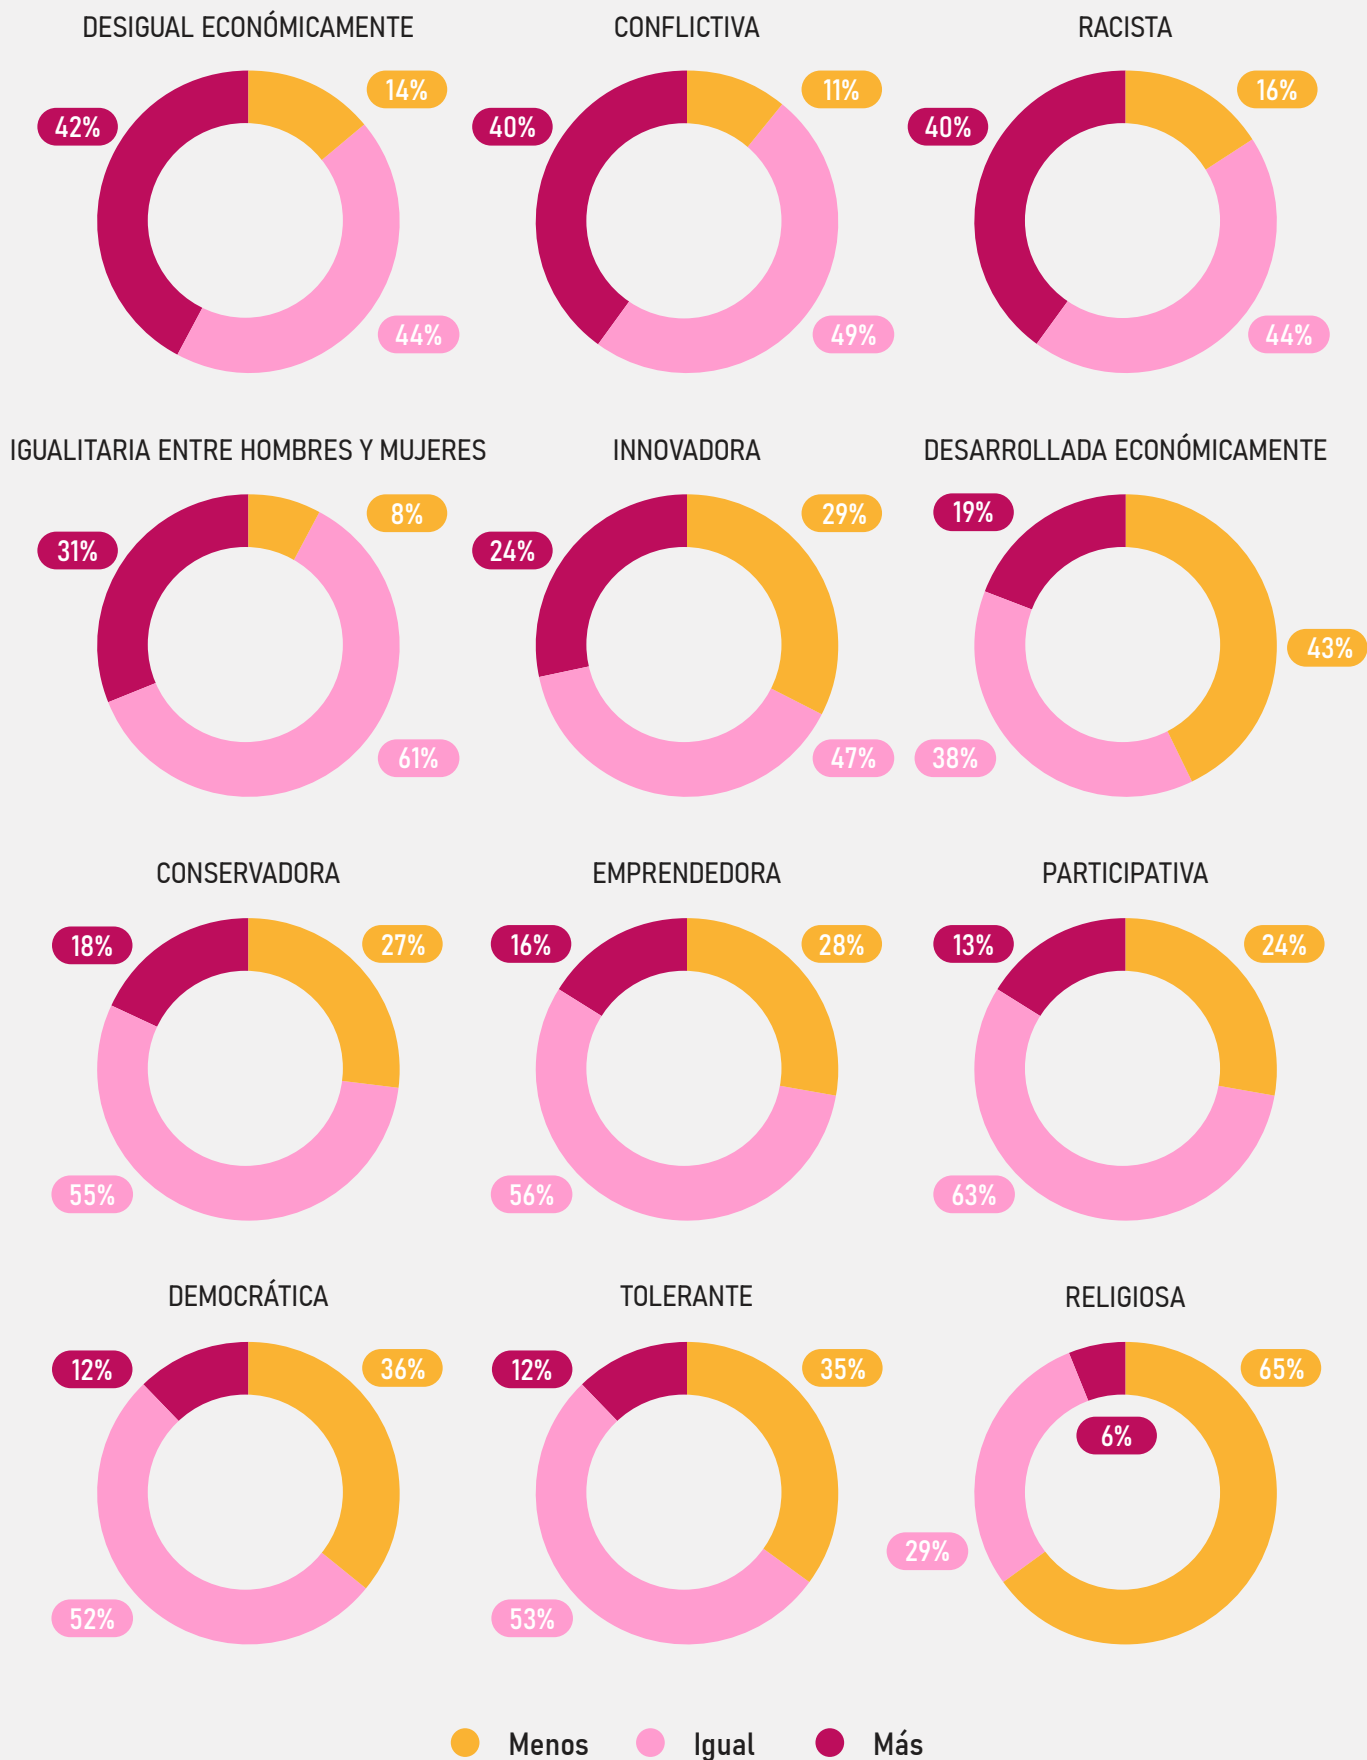 DESIGUAL ECONÓMICAMENTE
14%
42%
44%
CONFLICTIVA
11%
40%
49%
RACISTA
16%
40%
44%
IGUALITARIA ENTRE HOMBRES Y MUJERES
8%
31%
61%
INNOVADORA
29%
24%
47%
DESARROLLADA ECONÓMICAMENTE
19%
43%
38%
CONSERVADORA
18%
27%
55%
EMPRENDEDORA
16%
28%
56%
PARTICIPATIVA
13%
24%
63%
DEMOCRÁTICA
12%
36%
52%
TOLERANTE
12%
35%
53%
RELIGIOSA
65%
6%
29%
Menos
Igual
Más